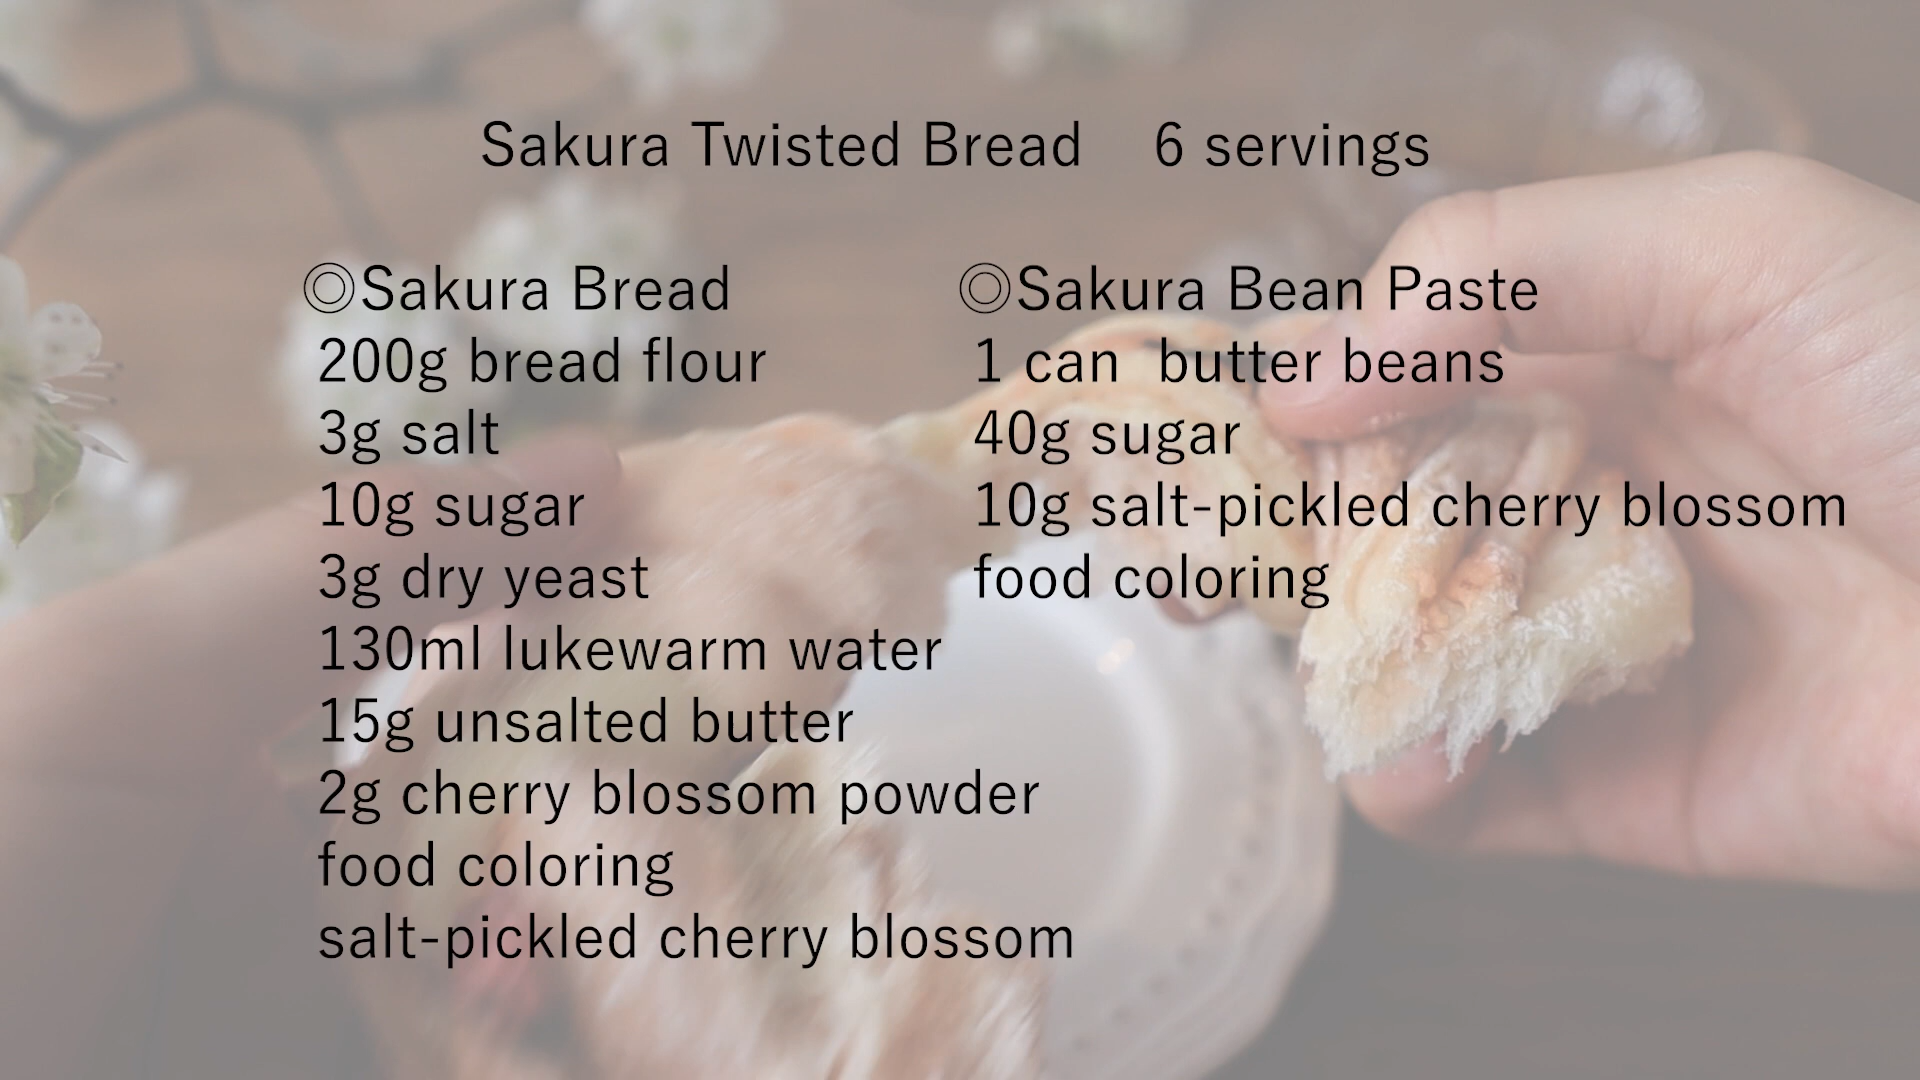 Sakura Twisted Bread 6 servings
◎Sakura Bread
200g bread flour
3g salt
10g sugar
3g dry yeast
130ml lukewarm water
15g unsalted butter
2g cherry blossom powder
food coloring
salt-pickled cherry blossom
◎Sakura Bean Paste
1 can butter beans
40g sugar
10g salt-pickled cherry blossom
food coloring